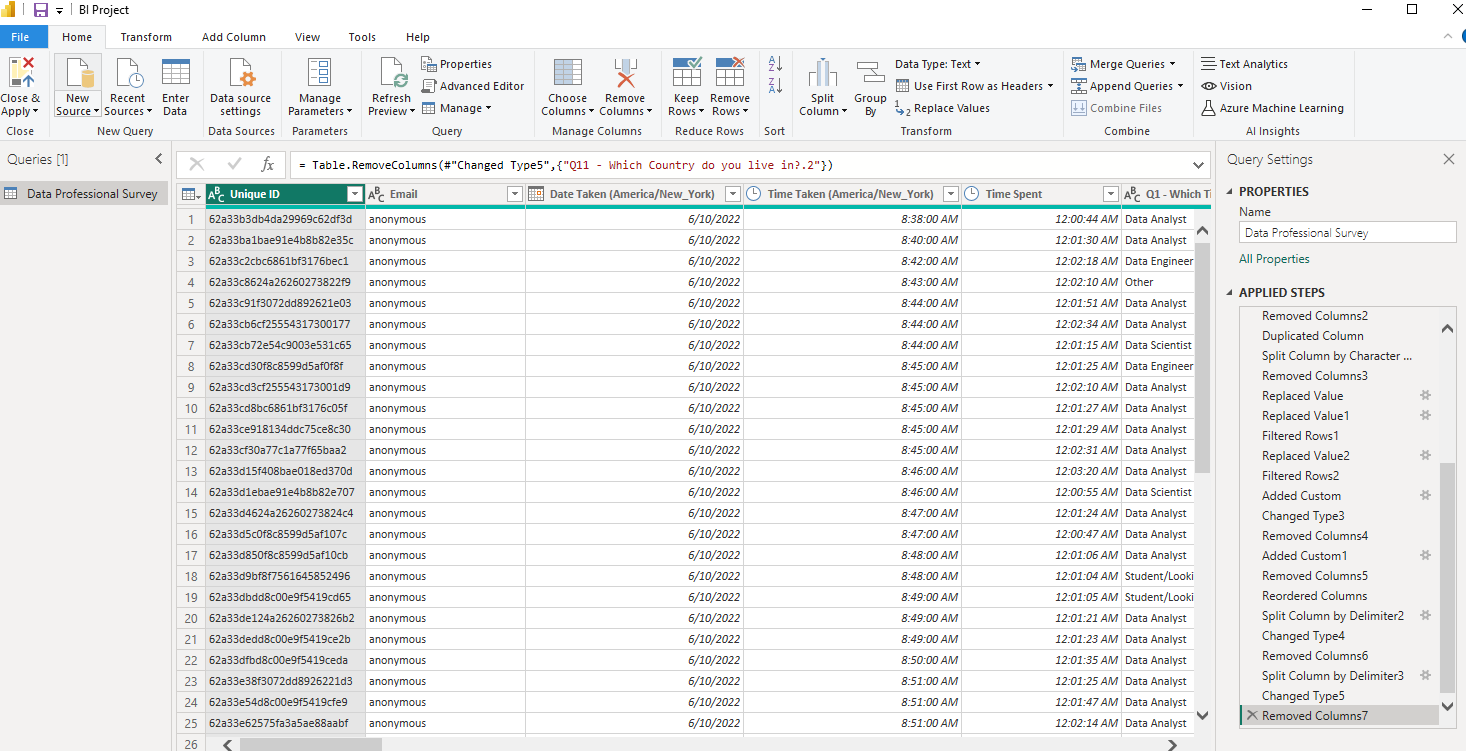 BI Project
File Home Transform Add Column View Tools Help
Close & Apply
New Source
Recent Sources
Enter Data
Data source settings
Manage Parameters
Refresh Preview
Properties
Advanced Editor
Manage
Choose Columns
Remove Columns
Keep Rows
Remove Rows
Split Column
Group By
Data Type: Text
Use First Row as Headers
Replace Values
Merge Queries
Append Queries
Combine Files
Text Analytics
Vision
Azure Machine Learning
Close New Query Data Sources Parameters Query Manage Columns Reduce Rows Sort Transform Combine AI Insights
Queries [1]
Data Professional Survey
= Table.RemoveColumns(#"Changed Type5",{"Q11 - Which Country do you live in?.2"})
Unique ID Email Date Taken (America/New_York) Time Taken (America/New_York) Time Spent Q1 - Which Ti
1 62a33b3db4da29969c62df3d anonymous 6/10/2022 8:38:00 AM 12:00:44 AM Data Analyst
2 62a33ba1bae91e4b8b82e35c anonymous 6/10/2022 8:40:00 AM 12:01:30 AM Data Analyst
3 62a33c2cbc6861bf3176bec1 anonymous 6/10/2022 8:42:00 AM 12:02:18 AM Data Engineer
4 62a33c8624a26260273822f9 anonymous 6/10/2022 8:43:00 AM 12:02:10 AM Other
5 62a33c91f3072dd892621e03 anonymous 6/10/2022 8:44:00 AM 12:01:51 AM Data Analyst
6 62a33cb6cf25554317300177 anonymous 6/10/2022 8:44:00 AM 12:02:34 AM Data Analyst
7 62a33cb72e54c9003e531c65 anonymous 6/10/2022 8:44:00 AM 12:01:15 AM Data Scientist
8 62a33cd30f8c8599d5af0f8f anonymous 6/10/2022 8:45:00 AM 12:01:25 AM Data Engineer
9 62a33cd3cf255543173001d9 anonymous 6/10/2022 8:45:00 AM 12:02:10 AM Data Analyst
10 62a33cd8bc6861bf3176c05f anonymous 6/10/2022 8:45:00 AM 12:01:27 AM Data Analyst
11 62a33ce918134ddc75ce8c30 anonymous 6/10/2022 8:45:00 AM 12:01:29 AM Data Analyst
12 62a33cf30a77c1a77f65baa2 anonymous 6/10/2022 8:45:00 AM 12:02:31 AM Data Analyst
13 62a33d15f408bae018ed370d anonymous 6/10/2022 8:46:00 AM 12:03:20 AM Data Analyst
14 62a33d1ebae91e4b8b82e707 anonymous 6/10/2022 8:46:00 AM 12:00:55 AM Data Scientist
15 62a33d4624a26260273824c4 anonymous 6/10/2022 8:47:00 AM 12:01:24 AM Data Analyst
16 62a33d5c0f8c8599d5af107c anonymous 6/10/2022 8:47:00 AM 12:00:47 AM Data Analyst
17 62a33d850f8c8599d5af10cb anonymous 6/10/2022 8:48:00 AM 12:01:06 AM Data Analyst
18 62a33d9bf8f7561645852496 anonymous 6/10/2022 8:48:00 AM 12:01:04 AM Student/Looki
19 62a33dbdd8c00e9f5419cd65 anonymous 6/10/2022 8:49:00 AM 12:01:05 AM Student/Looki
20 62a33de124a26260273826b2 anonymous 6/10/2022 8:49:00 AM 12:01:21 AM Data Analyst
21 62a33dedd8c00e9f5419ce2b anonymous 6/10/2022 8:49:00 AM 12:01:23 AM Data Analyst
22 62a33dfbd8c00e9f5419ceda anonymous 6/10/2022 8:50:00 AM 12:01:35 AM Data Analyst
23 62a33e38f3072dd8926221d3 anonymous 6/10/2022 8:51:00 AM 12:01:25 AM Data Analyst
24 62a33e54d8c00e9f5419cfe9 anonymous 6/10/2022 8:51:00 AM 12:01:47 AM Data Analyst
25 62a33e62575fa3a5ae88aabf anonymous 6/10/2022 8:51:00 AM 12:02:14 AM Data Analyst
26
Query Settings
PROPERTIES
Name
Data Professional Survey
All Properties
APPLIED STEPS
Removed Columns2
Duplicated Column
Split Column by Character ...
Removed Columns3
Replaced Value
Replaced Value1
Filtered Rows1
Replaced Value2
Filtered Rows2
Added Custom
Changed Type3
Removed Columns4
Added Custom1
Removed Columns5
Reordered Columns
Split Column by Delimiter2
Changed Type4
Removed Columns6
Split Column by Delimiter3
Changed Type5
Removed Columns7